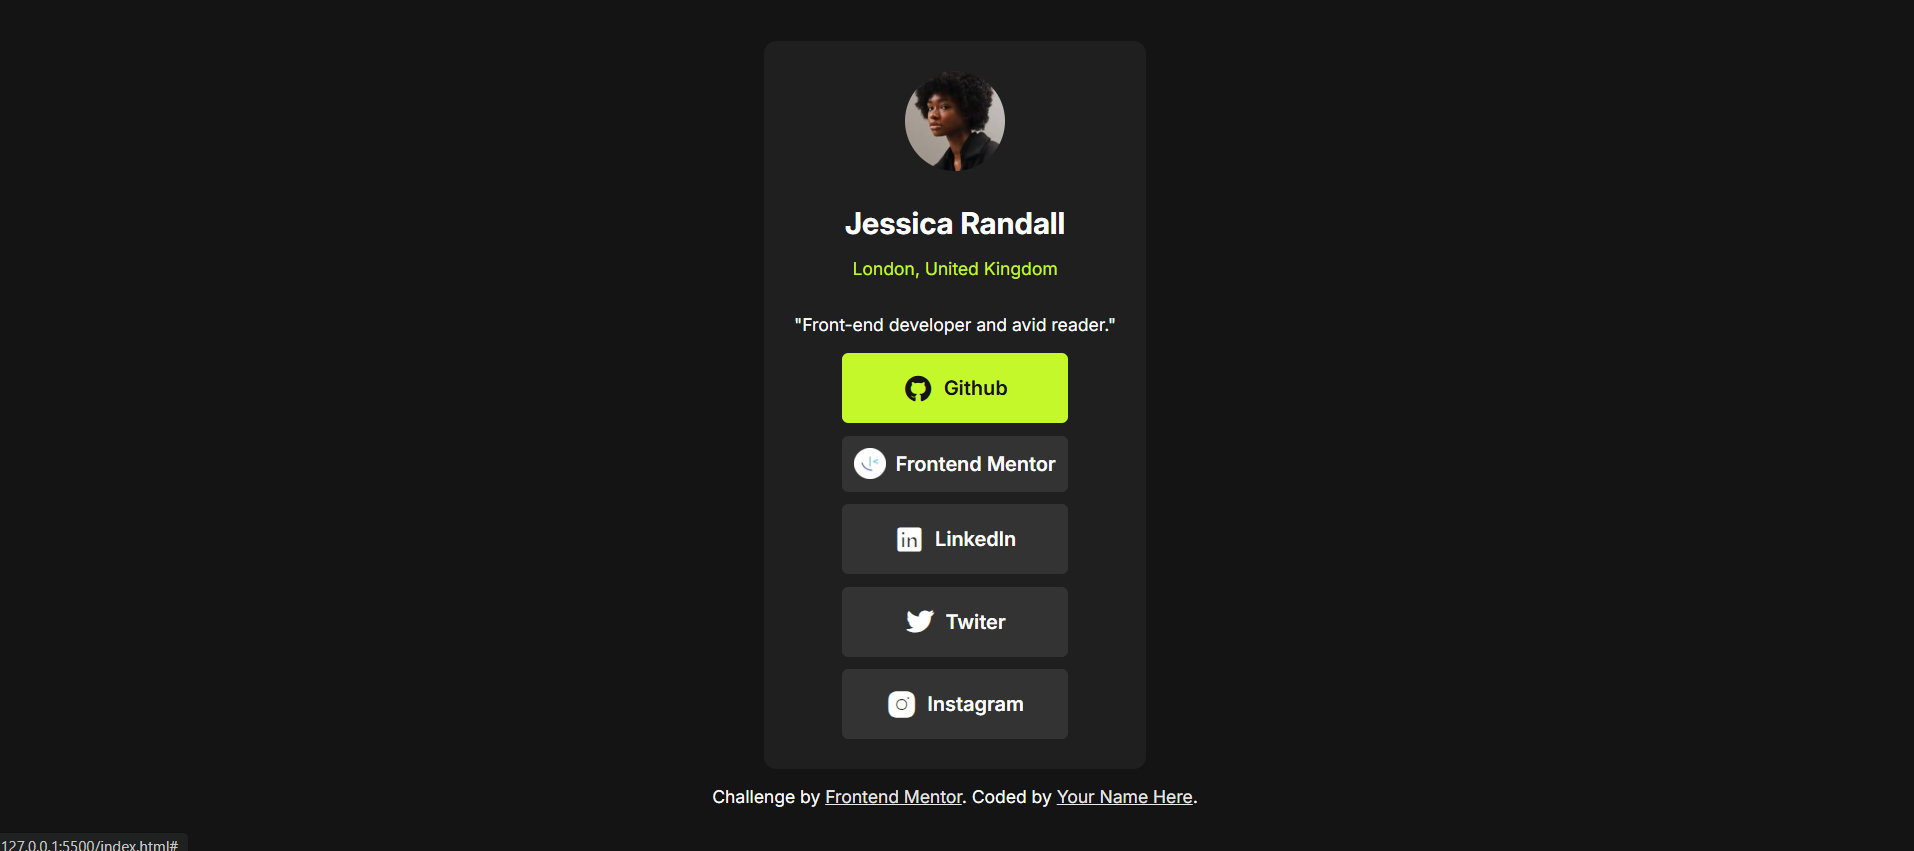 Jessica Randall
London, United Kingdom
"Front-end developer and avid reader."
Github
Frontend Mentor
in LinkedIn
Twiter
Instagram
Challenge by Frontend Mentor. Coded by Your Name Here.
127.0.0.1:5500/index.html#